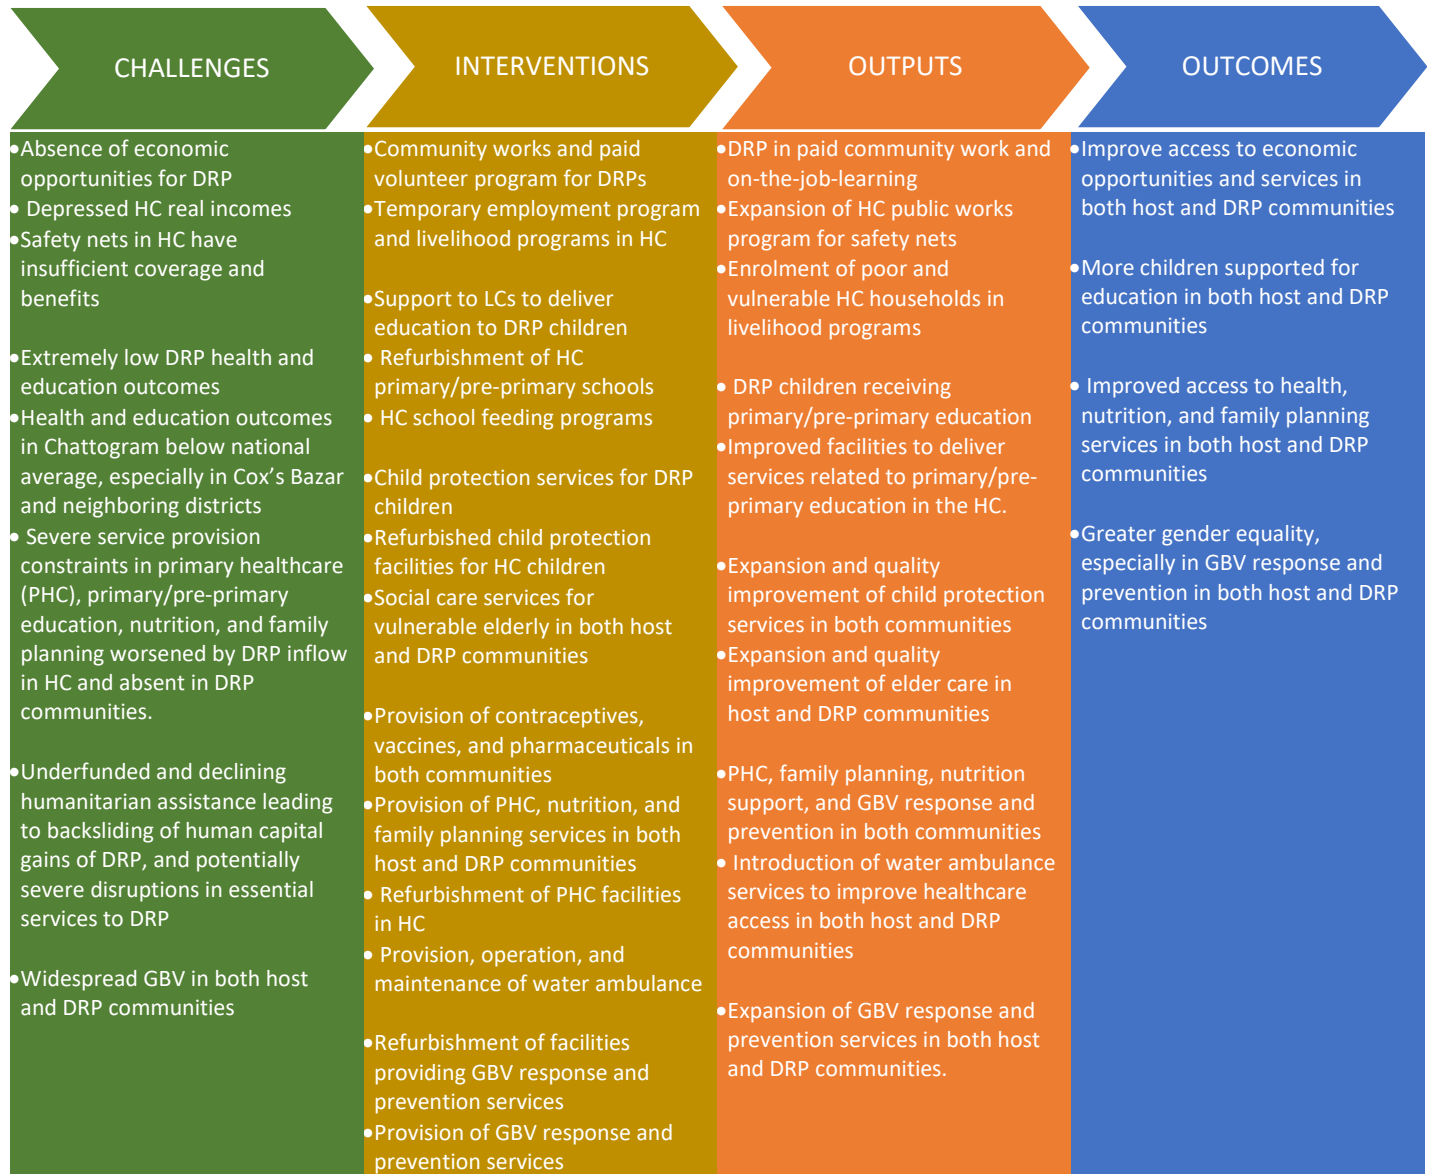 CHALLENGES
INTERVENTIONS
OUTPUTS
OUTCOMES
•Absence of economic
opportunities for DRP
• Depressed HC real incomes
•Safety nets in HC have
insufficient coverage and
benefits
•Extremely low DRP health and
education outcomes
•Health and education outcomes
in Chattogram below national
average, especially in Cox’s Bazar
and neighboring districts
• Severe service provision
constraints in primary healthcare
(PHC), primary/pre-primary
education, nutrition, and family
planning worsened by DRP inflow
in HC and absent in DRP
communities.
•Underfunded and declining
humanitarian assistance leading
to backsliding of human capital
gains of DRP, and potentially
severe disruptions in essential
services to DRP
•Widespread GBV in both host
and DRP communities
•Community works and paid
volunteer program for DRPs
•Temporary employment program
and livelihood programs in HC
•Support to LCs to deliver
education to DRP children
• Refurbishment of HC
primary/pre-primary schools
• HC school feeding programs
•Child protection services for DRP
children
•Refurbished child protection
facilities for HC children
•Social care services for
vulnerable elderly in both host
and DRP communities
•Provision of contraceptives,
vaccines, and pharmaceuticals in
both communities
•Provision of PHC, nutrition, and
family planning services in both
host and DRP communities
• Refurbishment of PHC facilities
in HC
• Provision, operation, and
maintenance of water ambulance
•Refurbishment of facilities
providing GBV response and
prevention services
•Provision of GBV response and
prevention services
•DRP in paid community work and
on-the-job-learning
•Expansion of HC public works
program for safety nets
•Enrolment of poor and
vulnerable HC households in
livelihood programs
• DRP children receiving
primary/pre-primary education
•Improved facilities to deliver
services related to primary/pre-
primary education in the HC.
•Expansion and quality
improvement of child protection
services in both communities
•Expansion and quality
improvement of elder care in
host and DRP communities
•PHC, family planning, nutrition
support, and GBV response and
prevention in both communities
• Introduction of water ambulance
services to improve healthcare
access in both host and DRP
communities
•Expansion of GBV response and
prevention services in both host
and DRP communities.
•Improve access to economic
opportunities and services in
both host and DRP communities
•More children supported for
education in both host and DRP
communities
• Improved access to health,
nutrition, and family planning
services in both host and DRP
communities
•Greater gender equality,
especially in GBV response and
prevention in both host and DRP
communities